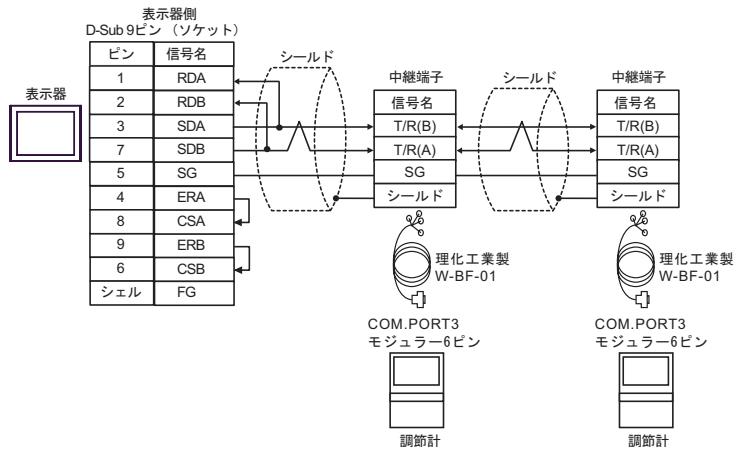 表示器側
D-Sub 9ピン （ソケット）
ピン 信号名
1 RDA
2 RDB
3 SDA
7 SDB
5 SG
4 ERA
8 CSA
9 ERB
6 CSB
シェル FG
表示器
シールド
中継端子
信号名
T/R(B)
T/R(A)
SG
シールド
シールド
中継端子
信号名
T/R(B)
T/R(A)
SG
シールド
理化工業製
W-BF-01
COM.PORT3
モジュラー6ピン
調節計
理化工業製
W-BF-01
COM.PORT3
モジュラー6ピン
調節計